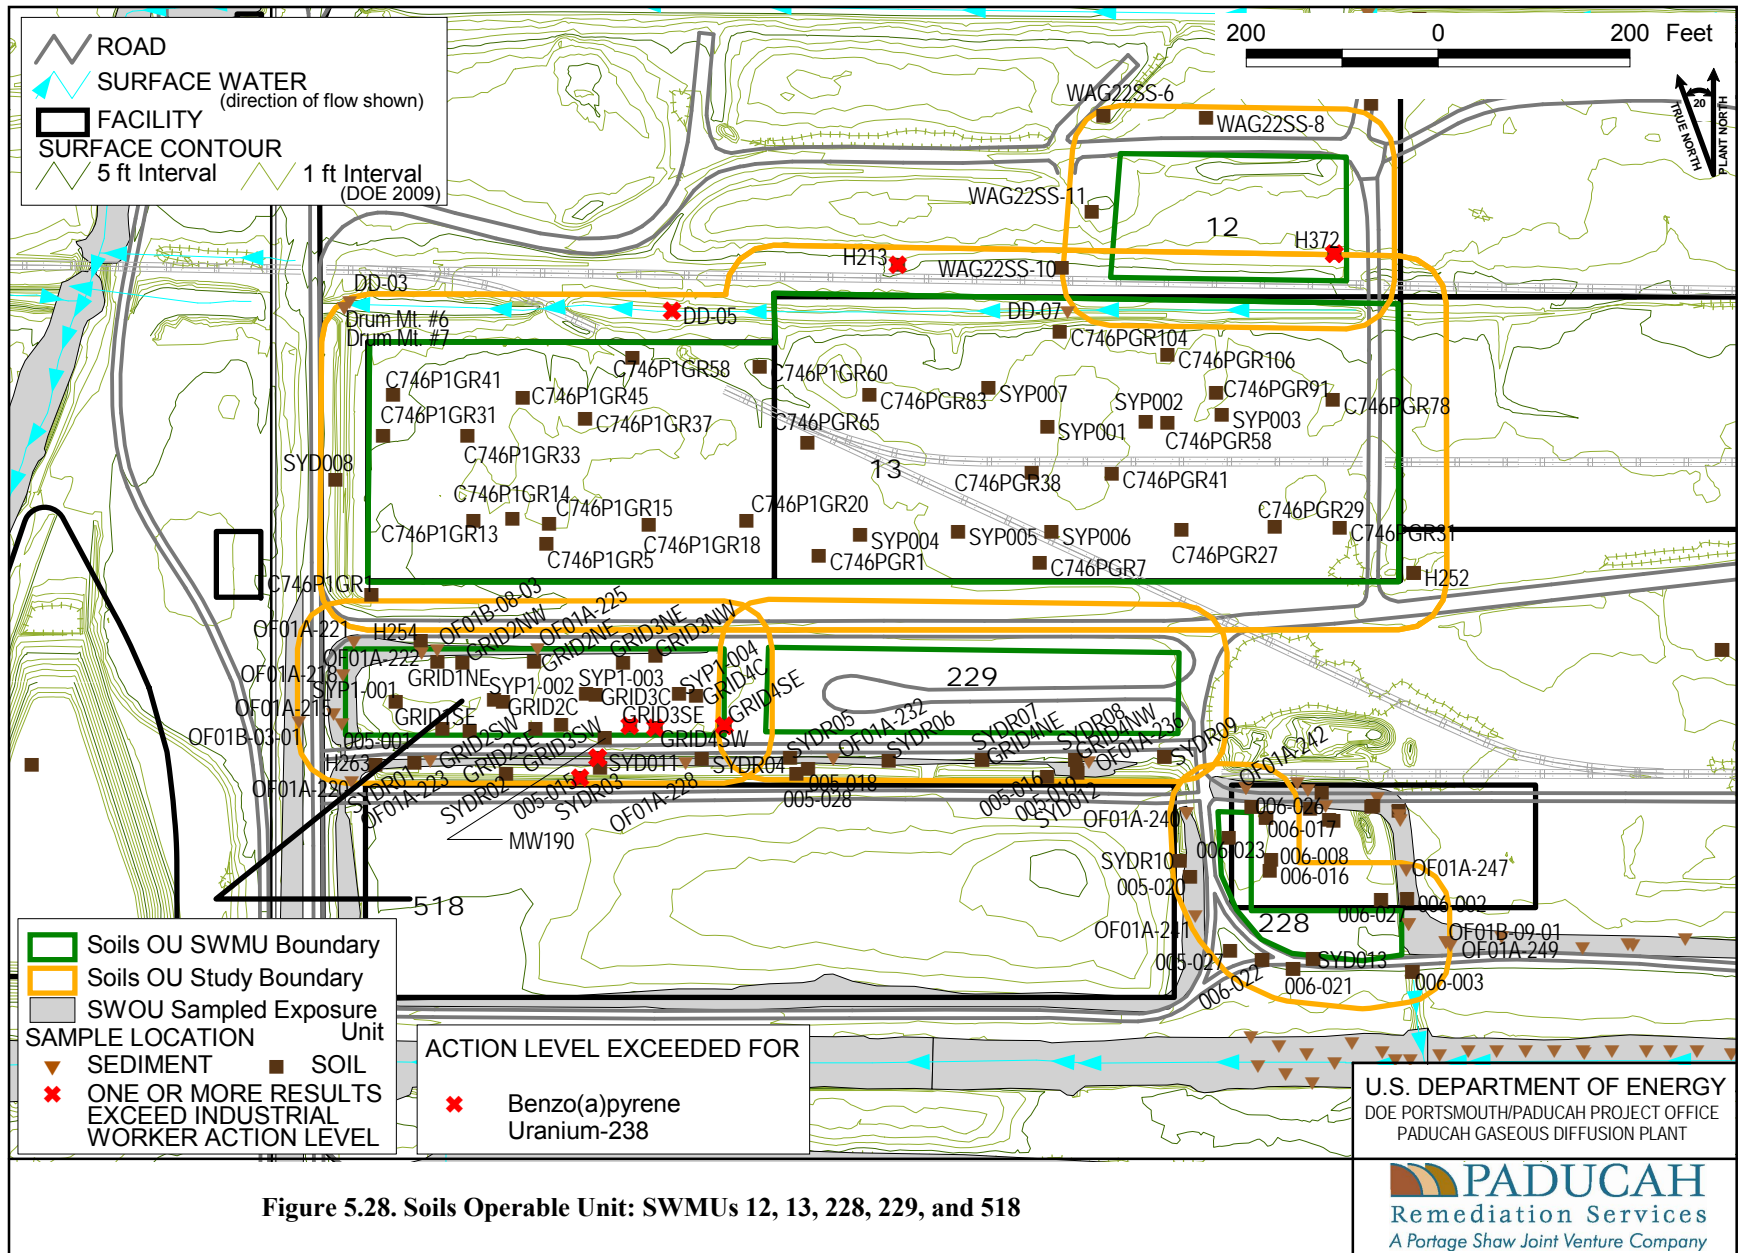 ROAD
SURFACE WATER
(direction of flow shown)
FACILITY
SURFACE CONTOUR
5 ft Interval
1 ft Interval
(DOE 2009)
200 0 200 Feet
TRUE NORTH
20
PLANT NORTH
WAG22SS-6
WAG22SS-8
WAG22SS-11
12
H372
H213
WAG22SS-10
DD-03
Drum Mt. #6
Drum Mt. #7
DD-05
DD-07
C746PGR104
C746PGR106
C746P1GR58
C746P1GR60
C746P1GR41
C746P1GR45
C746PGR83
SYP007
C746PGR91
C746PGR78
C746P1GR31
C746P1GR37
C746PGR65
SYP002
SYP003
SYP001
C746PGR58
C746P1GR33
SYD008
13
C746PGR38
C746PGR41
C746P1GR14
C746P1GR15
C746P1GR20
C746PGR29
C746P1GR13
C746P1GR18
SYP004
SYP005
SYP006
C746PGR31
C746P1GR5
C746PGR1
C746PGR7
C746PGR27
C746P1GR1
H252
OF01A-221
H254
OF01B-08-03
GRID2NW
OF01A-225
GRID2NE
GRID3NE
GRID3NW
OF01A-222
OF01A-218
GRID1NE
SYP1-001
SYP1-002
SYP1-003
SYP1-004
GRID4C
GRID4SE
229
OF01A-215
GRID1SE
GRID2C
GRID3C
GRID3SE
OF01B-03-01
005-001
GRID2SW
GRID2SE
GRID3SW
GRID4SW
SYDR05
OF01A-232
SYDR06
SYDR07
GRID4NE
SYDR08
GRID4NW
OF01A-236
SYDR09
H263
SYD011
SYDR04
OF01A-220
SYDR01
OF01A-223
SYDR02
005-015
SYDR03
OF01A-228
005-018
005-028
005-016
005-019
SYD012
OF01A-242
OF01A-240
006-026
006-017
MW190
006-023
006-008
006-016
SYDR10
005-020
OF01A-247
518
006-027
006-002
OF01A-241
228
OF01B-09-01
OF01A-249
005-027
SYD013
006-022
006-021
006-003
Soils OU SWMU Boundary
Soils OU Study Boundary
SWOU Sampled Exposure
Unit
SAMPLE LOCATION
SEDIMENT
SOIL
ONE OR MORE RESULTS
EXCEED INDUSTRIAL
WORKER ACTION LEVEL
ACTION LEVEL EXCEEDED FOR
Benzo(a)pyrene
Uranium-238
U.S. DEPARTMENT OF ENERGY
DOE PORTSMOUTH/PADUCAH PROJECT OFFICE
PADUCAH GASEOUS DIFFUSION PLANT
PADUCAH
Remediation Services
A Portage Shaw Joint Venture Company
Figure 5.28. Soils Operable Unit: SWMUs 12, 13, 228, 229, and 518